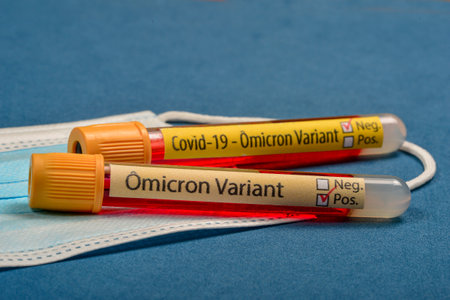 Covid-19 - Ômicron Variant
Neg.
Pos.
Ômicron Variant
Neg.
Pos.